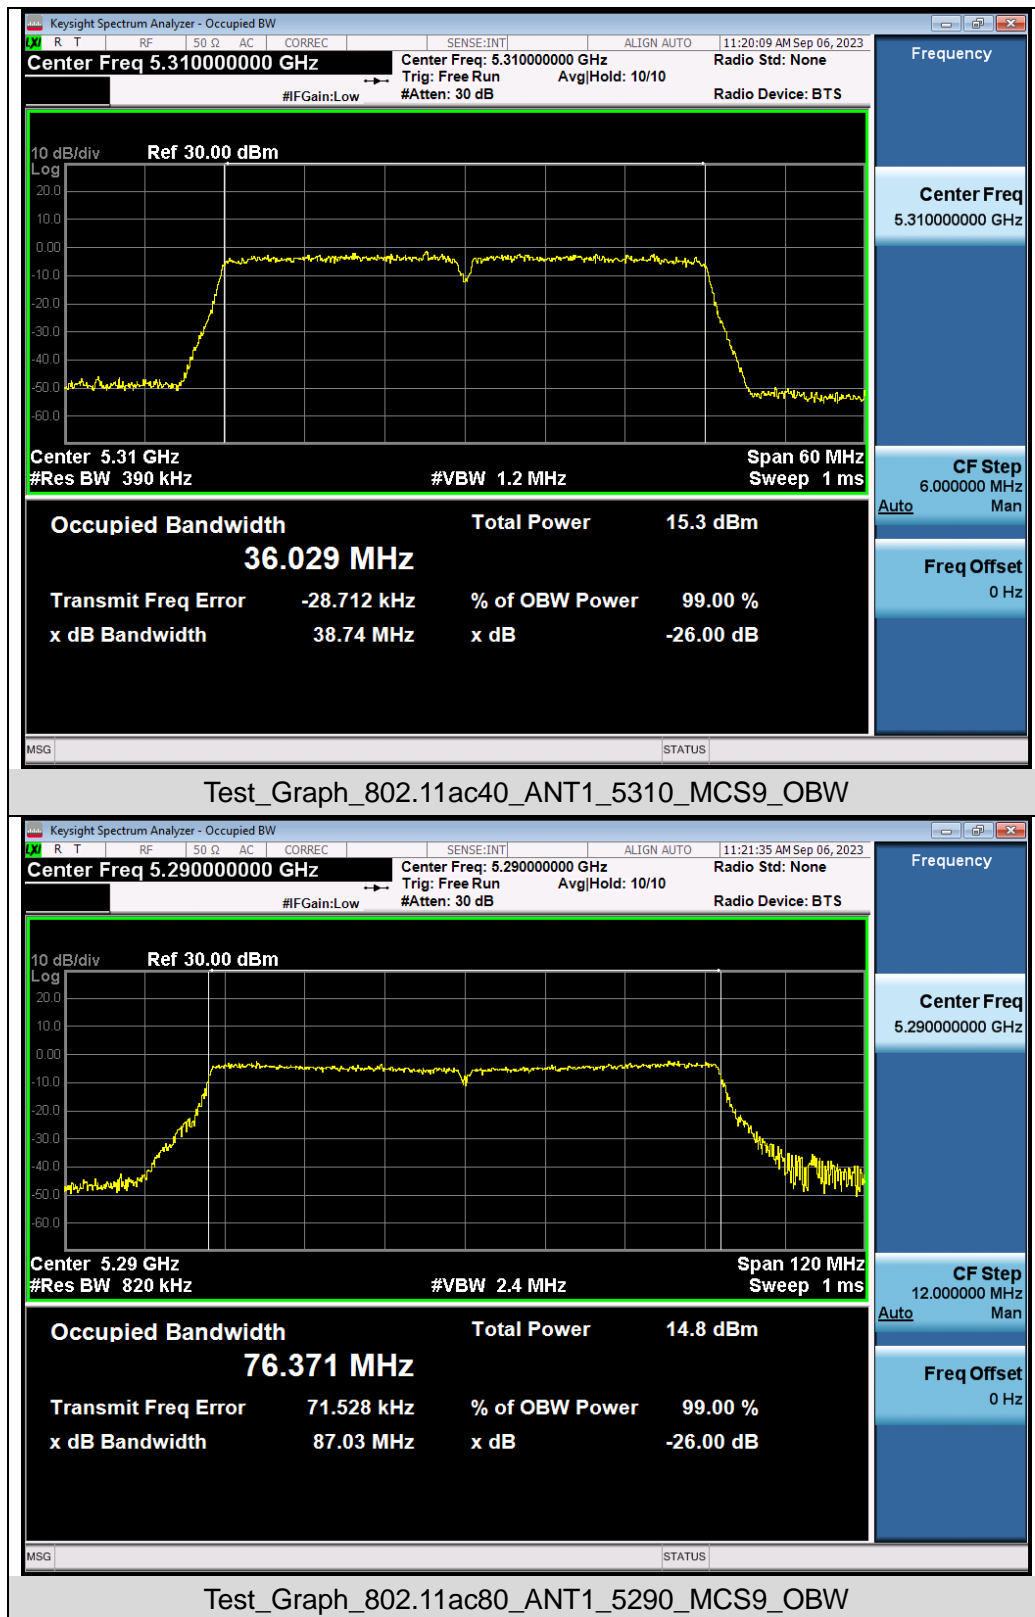 Keysight Spectrum Analyzer - Occupied BW
LXI R T RF 50 Ω AC CORREC SENSE:INT ALIGN AUTO 11:20:09 AM Sep 06, 2023
Center Freq 5.310000000 GHz Center Freq: 5.310000000 GHz Radio Std: None
Trig: Free Run Avg|Hold: 10/10
#IFGain:Low #Atten: 30 dB Radio Device: BTS
Frequency
10 dB/div Ref 30.00 dBm
Log
20.0
10.0
0.00
-10.0
-20.0
-30.0
-40.0
-50.0
-60.0
Center 5.31 GHz Span 60 MHz
#Res BW 390 kHz #VBW 1.2 MHz Sweep 1 ms
Center Freq
5.310000000 GHz
CF Step
6.000000 MHz
Auto Man
Freq Offset
0 Hz
Occupied Bandwidth Total Power 15.3 dBm
36.029 MHz
Transmit Freq Error -28.712 kHz % of OBW Power 99.00 %
x dB Bandwidth 38.74 MHz x dB -26.00 dB
MSG STATUS
Test_Graph_802.11ac40_ANT1_5310_MCS9_OBW
Keysight Spectrum Analyzer - Occupied BW
LXI R T RF 50 Ω AC CORREC SENSE:INT ALIGN AUTO 11:21:35 AM Sep 06, 2023
Center Freq 5.290000000 GHz Center Freq: 5.290000000 GHz Radio Std: None
Trig: Free Run Avg|Hold: 10/10
#IFGain:Low #Atten: 30 dB Radio Device: BTS
Frequency
10 dB/div Ref 30.00 dBm
Log
20.0
10.0
0.00
-10.0
-20.0
-30.0
-40.0
-50.0
-60.0
Center 5.29 GHz Span 120 MHz
#Res BW 820 kHz #VBW 2.4 MHz Sweep 1 ms
Center Freq
5.290000000 GHz
CF Step
12.000000 MHz
Auto Man
Freq Offset
0 Hz
Occupied Bandwidth Total Power 14.8 dBm
76.371 MHz
Transmit Freq Error 71.528 kHz % of OBW Power 99.00 %
x dB Bandwidth 87.03 MHz x dB -26.00 dB
MSG STATUS
Test_Graph_802.11ac80_ANT1_5290_MCS9_OBW